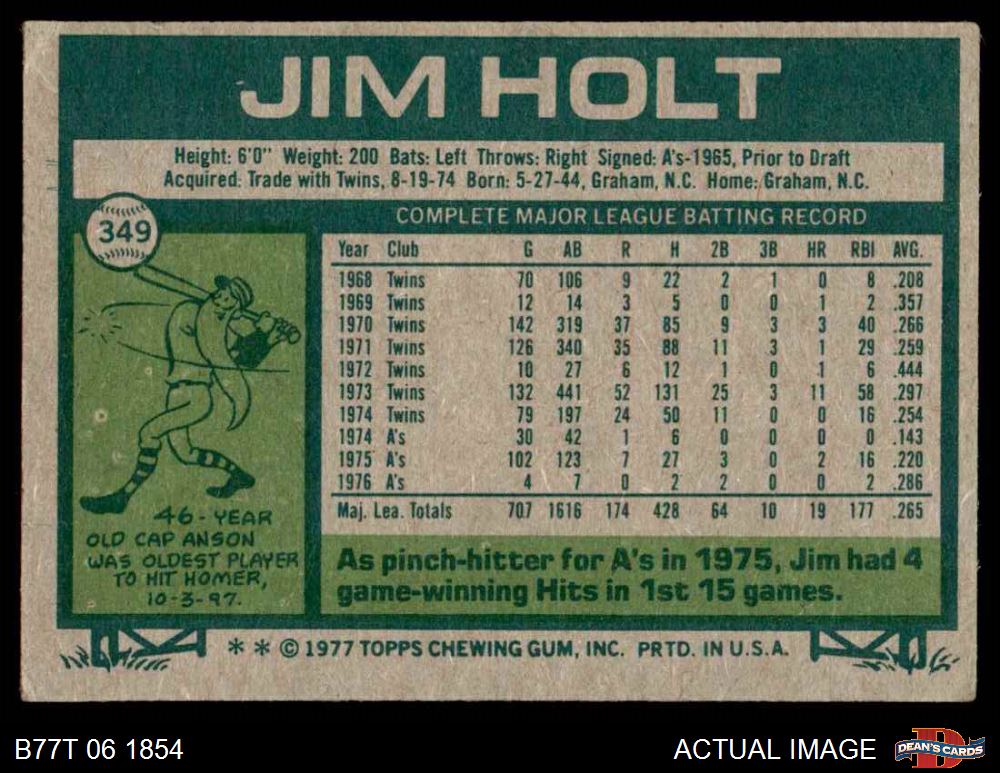 JIM HOLT
Height: 6'0" Weight: 200 Bats: Left Throws: Right Signed: A's-1965, Prior to Draft
Acquired: Trade with Twins, 8-19-74 Born: 5-27-44, Graham, N.C. Home: Graham, N.C.
349
COMPLETE MAJOR LEAGUE BATTING RECORD
Year Club G AB R H 2B 3B HR RBI AVG.
1968 Twins 70 106 9 22 2 1 0 8 .208
1969 Twins 12 14 3 5 0 0 1 2 .357
1970 Twins 142 319 37 85 9 3 3 40 .266
1971 Twins 126 340 35 88 11 3 1 29 .259
1972 Twins 10 27 6 12 1 0 1 6 .444
1973 Twins 132 441 52 131 25 3 11 58 .297
1974 Twins 79 197 24 50 11 0 0 16 .254
1974 A's 30 42 1 6 0 0 0 0 .143
1975 A's 102 123 7 27 3 0 2 16 .220
1976 A's 4 7 0 2 2 0 0 2 .286
Maj. Lea. Totals 707 1616 174 428 64 10 19 177 .265
46-YEAR
OLD CAP ANSON
WAS OLDEST PLAYER
TO HIT HOMER,
10-3-97.
As pinch-hitter for A's in 1975, Jim had 4
game-winning Hits in 1st 15 games.
* * © 1977 TOPPS CHEWING GUM, INC. PRTD. IN U.S.A.
B77T 06 1854
ACTUAL IMAGE
DEAN'S CARDS